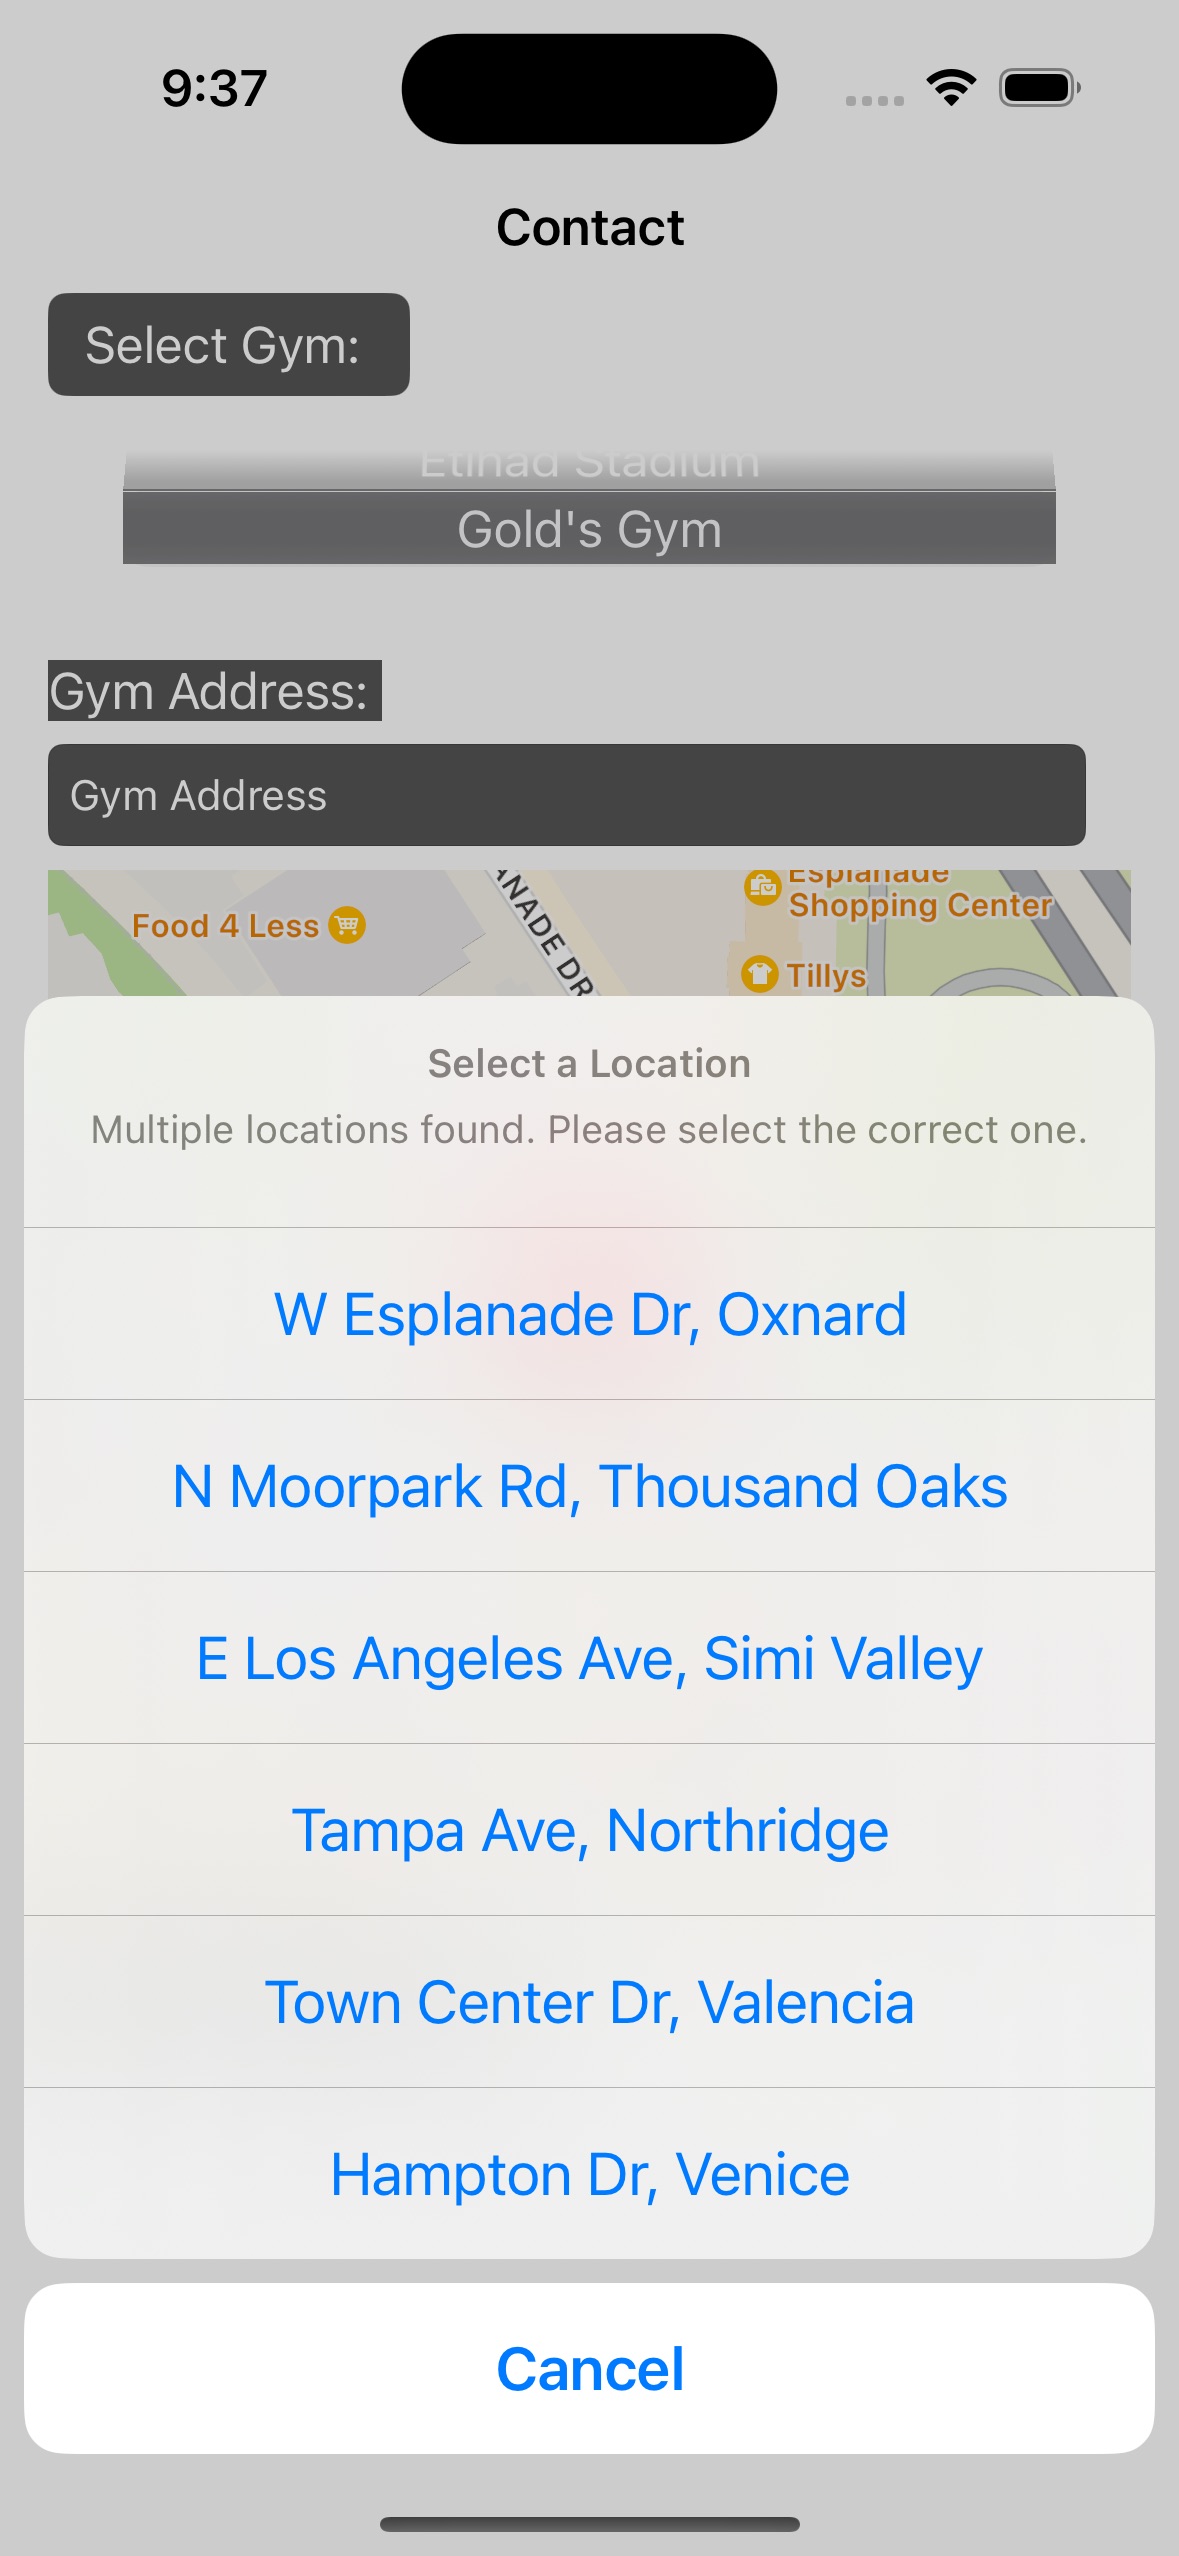 9:37
Contact
Select Gym:
Etihad Stadium
Gold's Gym
Gym Address:
Gym Address
Food 4 Less
ANADE DR
Esplanade
Shopping Center
Tillys
Select a Location
Multiple locations found. Please select the correct one.
W Esplanade Dr, Oxnard
N Moorpark Rd, Thousand Oaks
E Los Angeles Ave, Simi Valley
Tampa Ave, Northridge
Town Center Dr, Valencia
Hampton Dr, Venice
Cancel